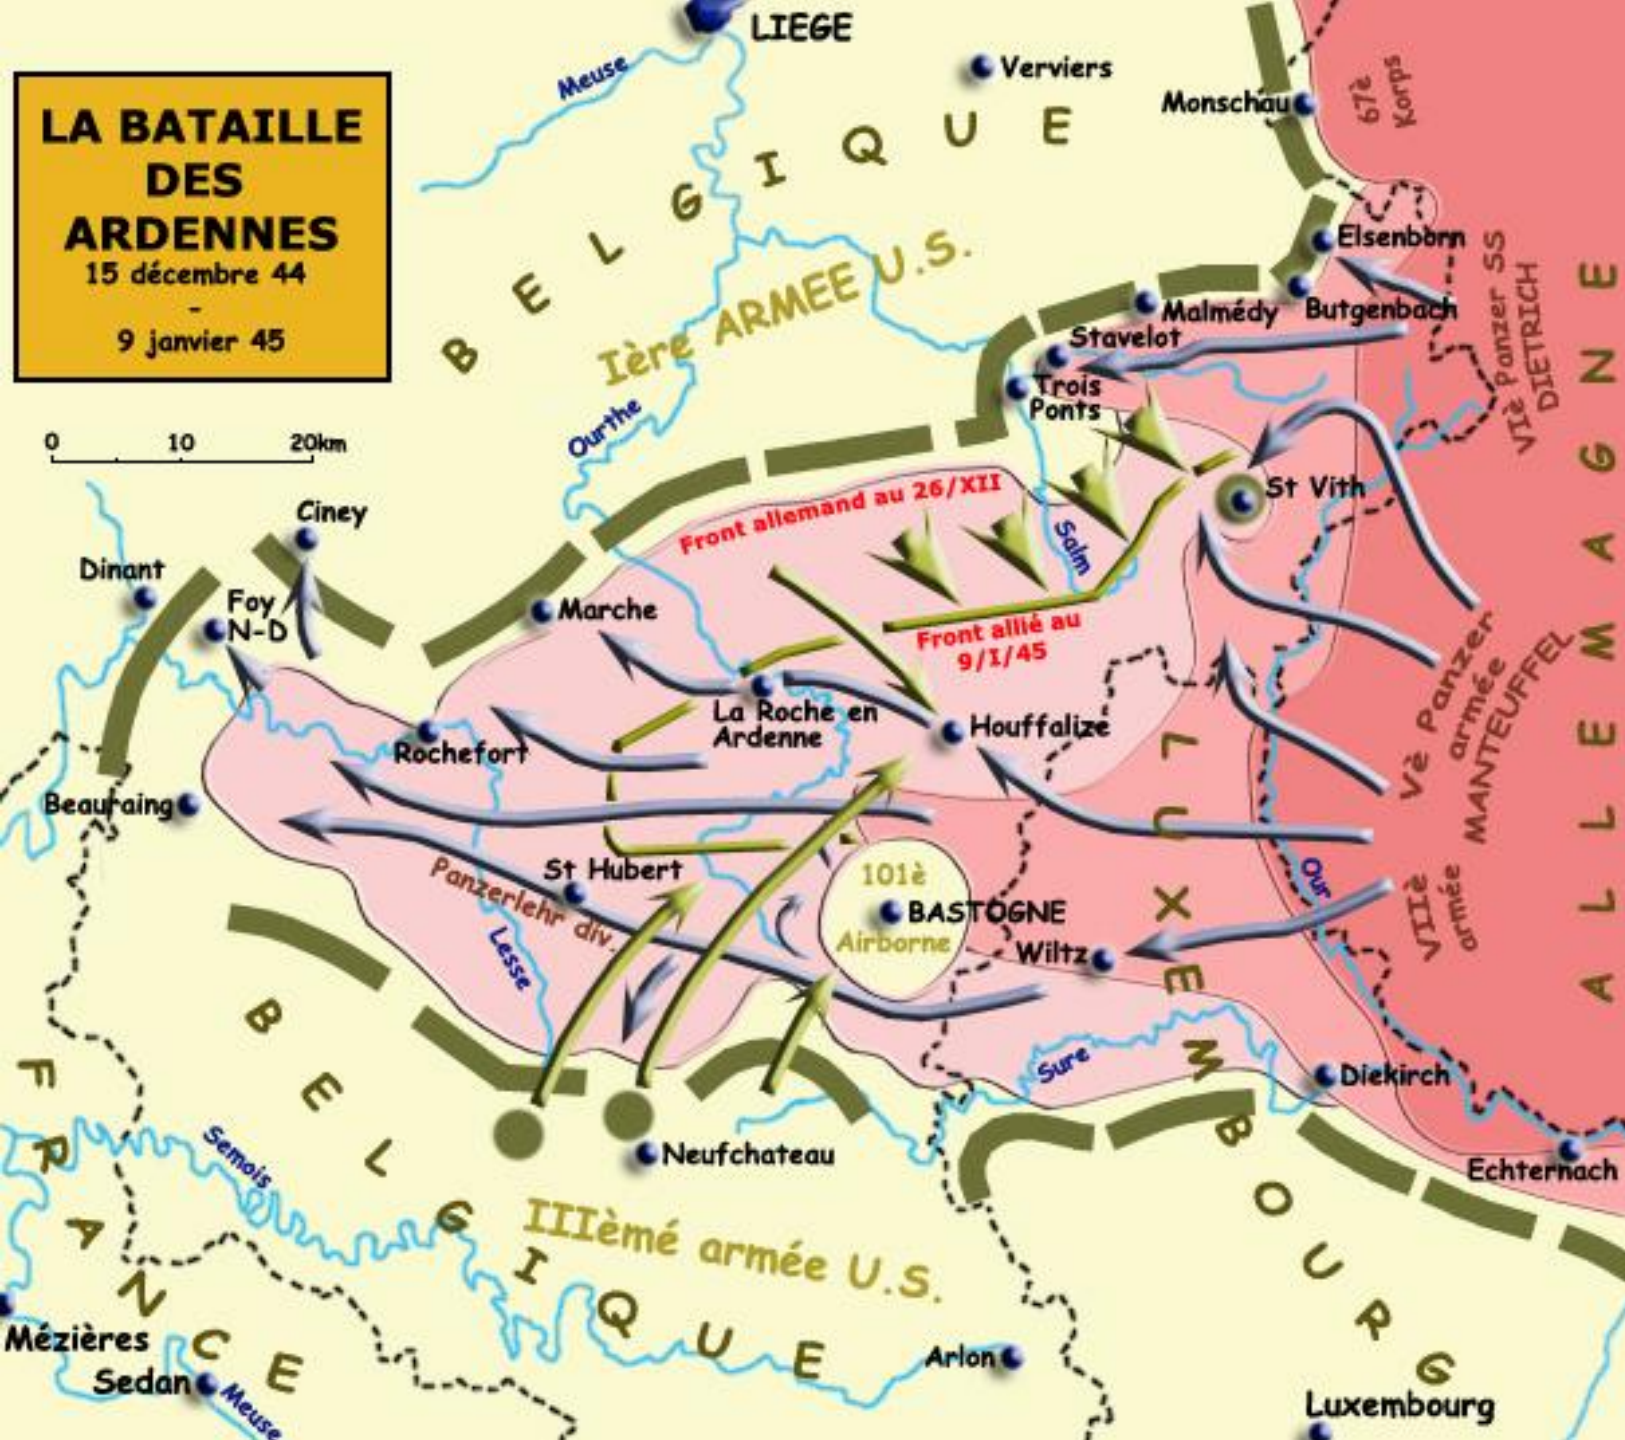 LIEGE
Meuse
Verviers
67è
Korps
Monschau
LA BATAILLE
DES
ARDENNES
15 décembre 44
-
9 janvier 45
BELGIQUE
Ière ARMEE U.S.
Elsenborn
Butgenbach
Malmédy
Stavelot
Trois
Ponts
VIè Panzer SS
DIETRICH
ALLEMAGNE
Ourthe
0 10 20km
Front allemand au 26/XII
St Vith
Salm
Ciney
Dinant
Foy
N-D
Marche
Front allié au
9/I/45
La Roche en
Ardenne
Houffalize
Rochefort
Vè Panzer
armée
MANTEUFFEL
Beauraing
LUXEMBOURG
St Hubert
Panzerlehr div.
101è
BASTOGNE
Airborne
Wiltz
Our
VIIè
armée
Lesse
Sure
Diekirch
BELGIQUE
FRANCE
Neufchateau
Echternach
Semois
IIIèmé armée U.S.
Mézières
Sedan
Meuse
Arlon
Luxembourg